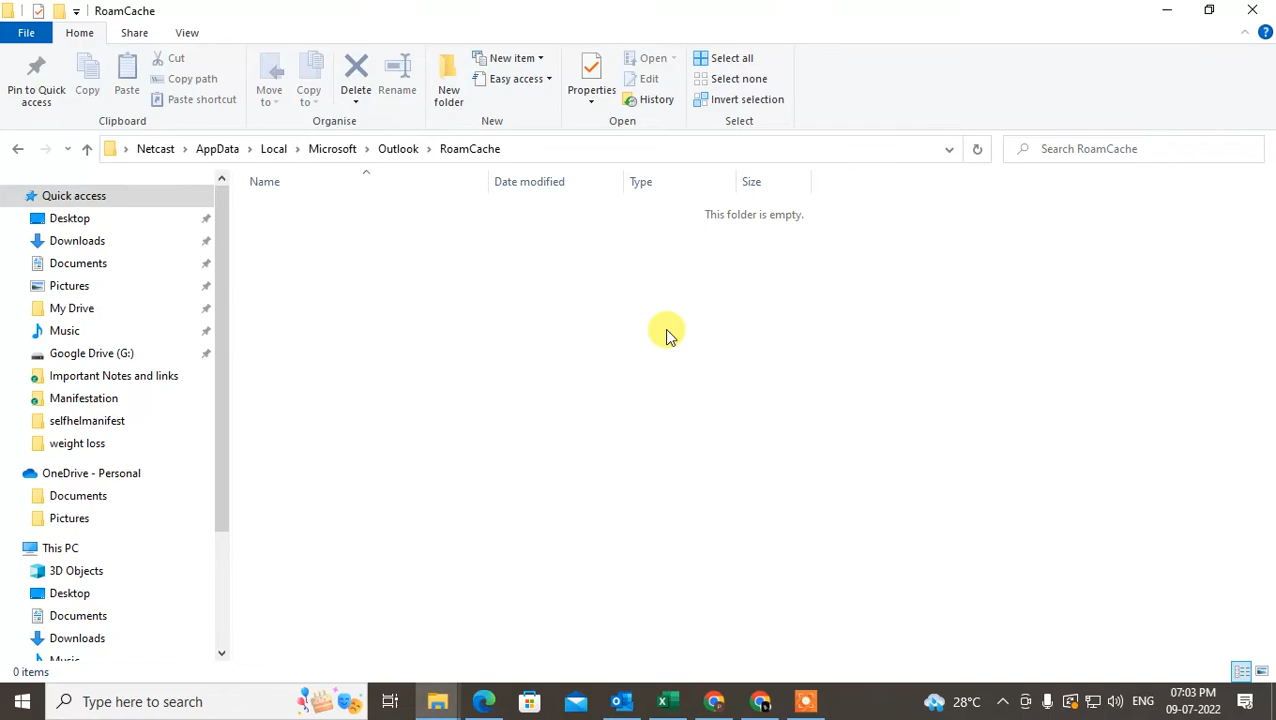 RoamCache
File
Home
Share
View
Pin to Quick access
Copy
Paste
Cut
Copy path
Paste shortcut
Clipboard
Move to
Copy to
Delete
Rename
Organise
New folder
New item
Easy access
New
Properties
Open
Edit
History
Open
Select all
Select none
Invert selection
Select
Netcast > AppData > Local > Microsoft > Outlook > RoamCache
Search RoamCache
Name
Date modified
Type
Size
This folder is empty.
Quick access
Desktop
Downloads
Documents
Pictures
My Drive
Music
Google Drive (G:)
Important Notes and links
Manifestation
selfhelmanifest
weight loss
OneDrive - Personal
Documents
Pictures
This PC
3D Objects
Desktop
Documents
Downloads
Music
0 items
Type here to search
28°C
ENG
07:03 PM
09-07-2022